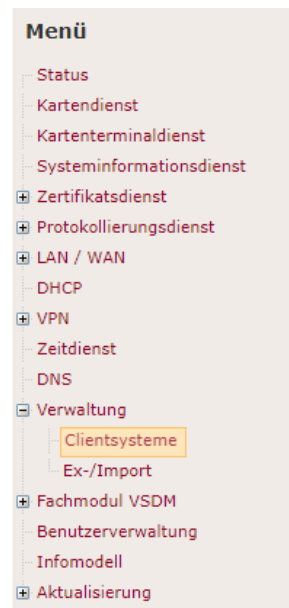 Menü
Status
Kartendienst
Kartenterminaldienst
Systeminformationsdienst
Zertifikatsdienst
Protokollierungsdienst
LAN / WAN
DHCP
VPN
Zeitdienst
DNS
Verwaltung
Clientsysteme
Ex-/Import
Fachmodul VSDM
Benutzerverwaltung
Infomodell
Aktualisierung